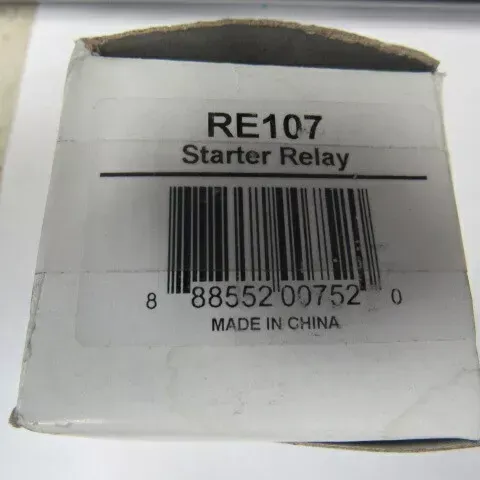 RE107
Starter Relay
8 88552 00752 0
MADE IN CHINA